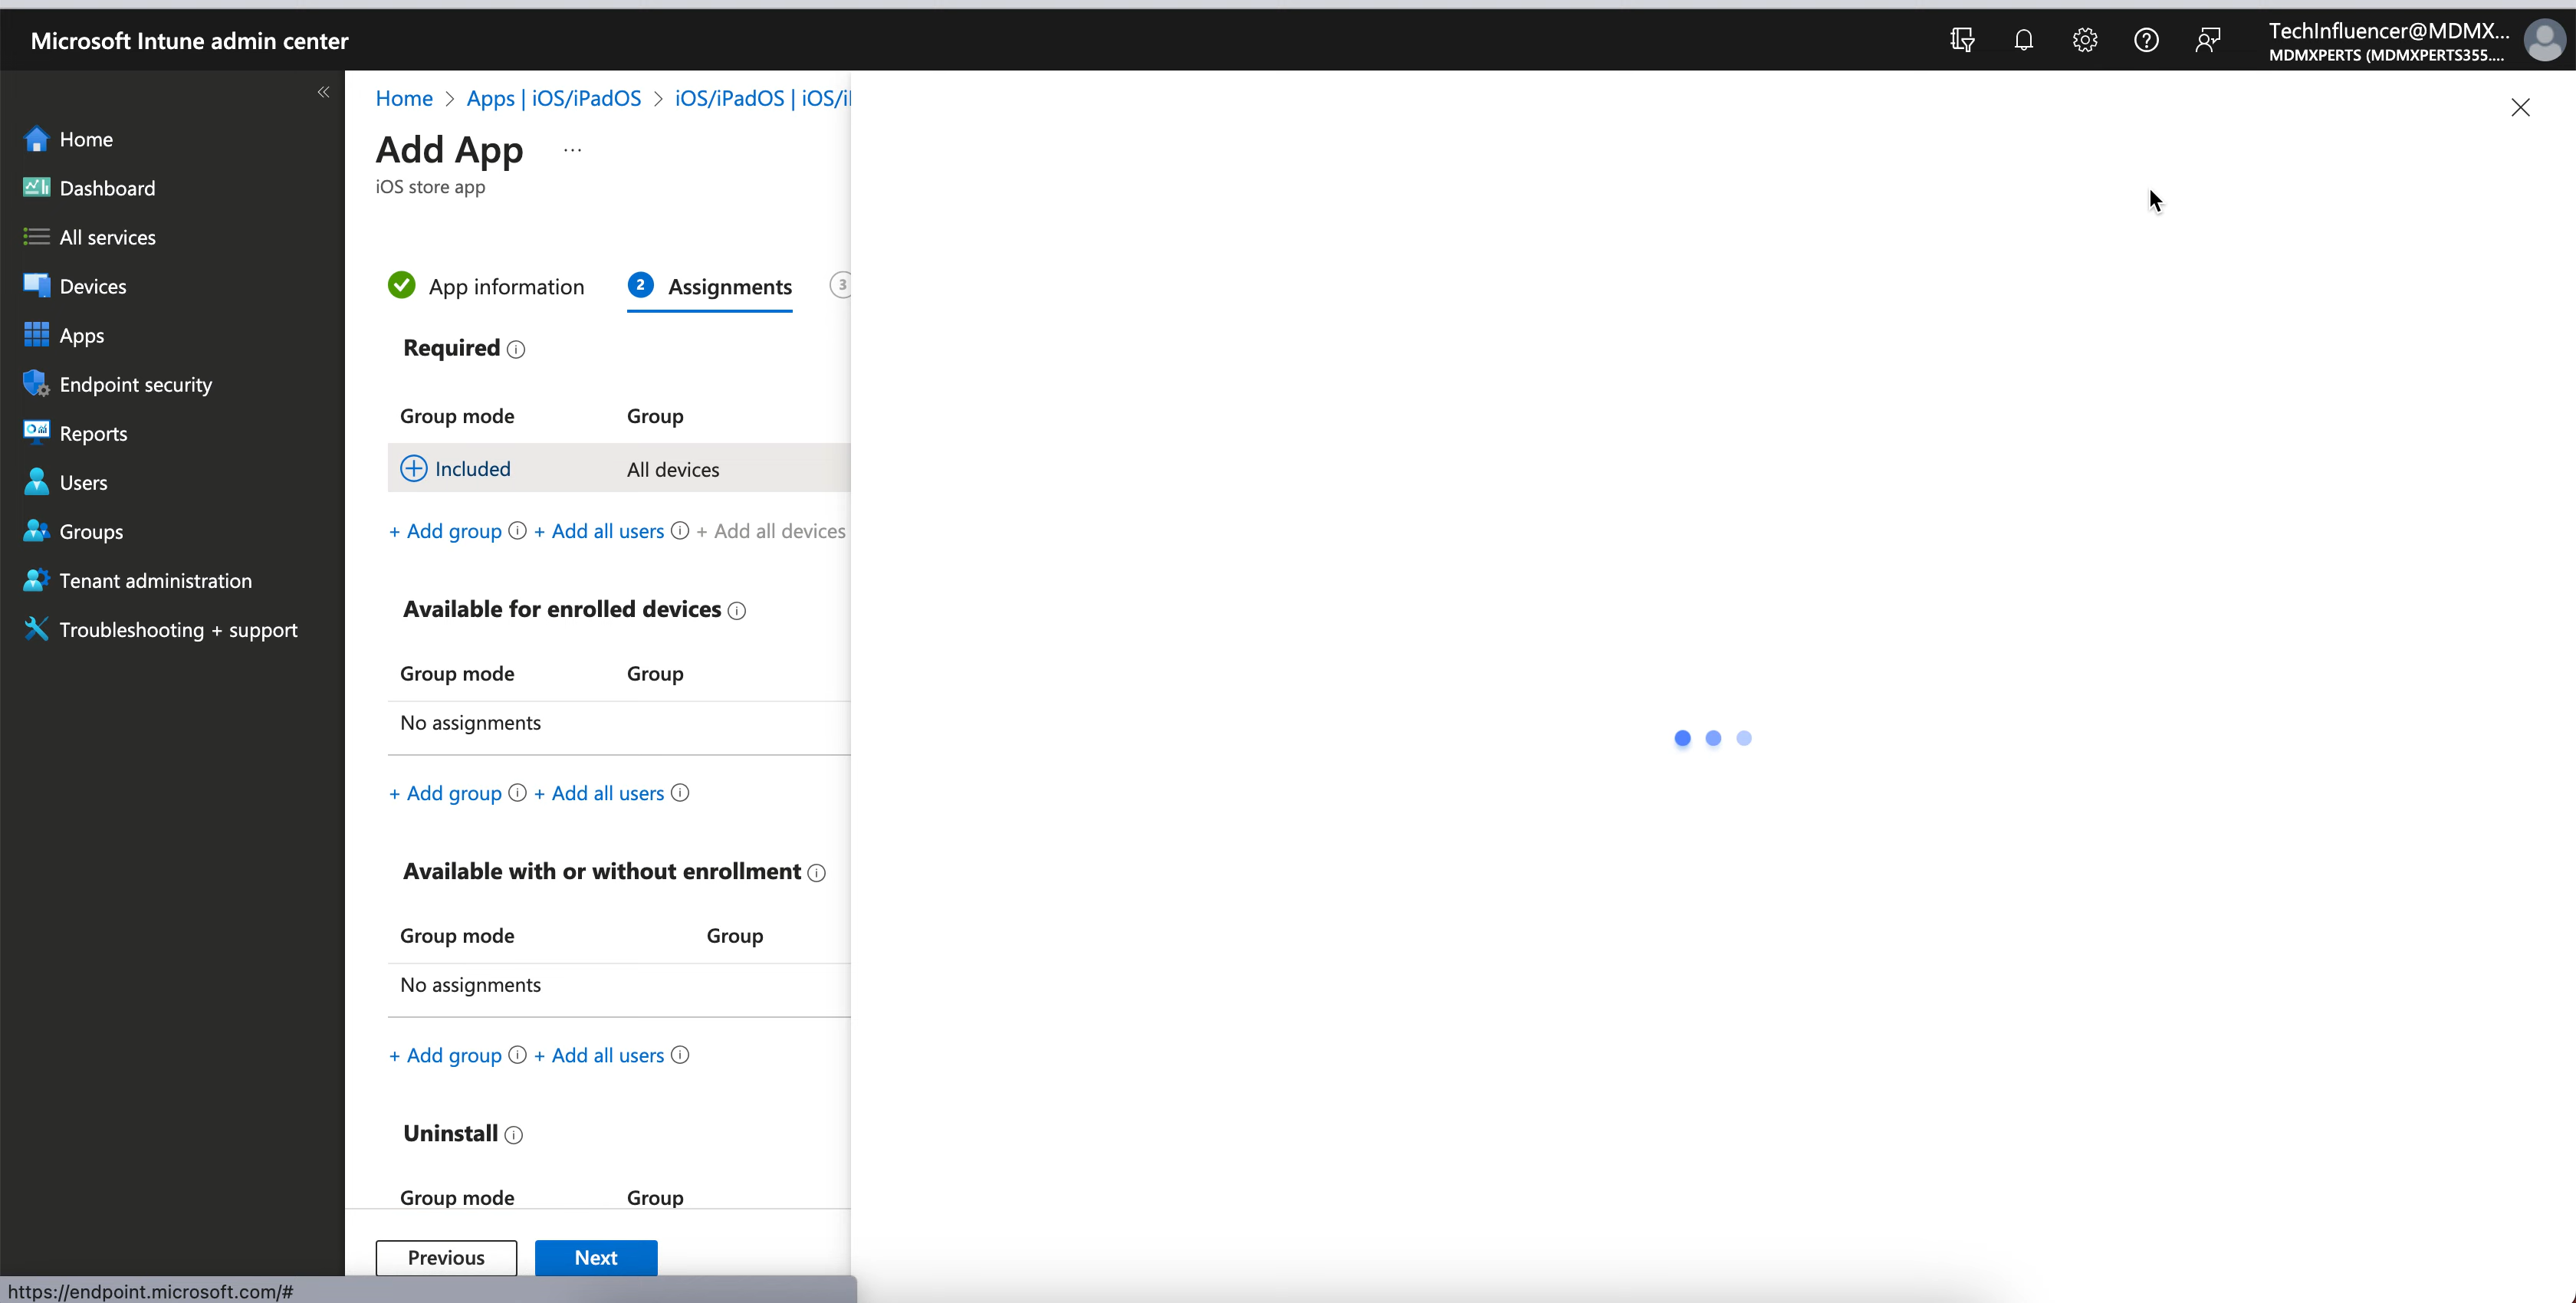 Microsoft Intune admin center
TechInfluencer@MDMX...
MDMXPERTS (MDMXPERTS355....
«
Home
Dashboard
All services
Devices
Apps
Endpoint security
Reports
Users
Groups
Tenant administration
Troubleshooting + support
Home > Apps | iOS/iPadOS > iOS/iPadOS | iOS/i
Add App ...
iOS store app
App information 2 Assignments 3
Required
Group mode Group
Included All devices
+ Add group + Add all users + Add all devices
Available for enrolled devices
Group mode Group
No assignments
+ Add group + Add all users
Available with or without enrollment
Group mode Group
No assignments
+ Add group + Add all users
Uninstall
Group mode Group
Previous Next
https://endpoint.microsoft.com/#